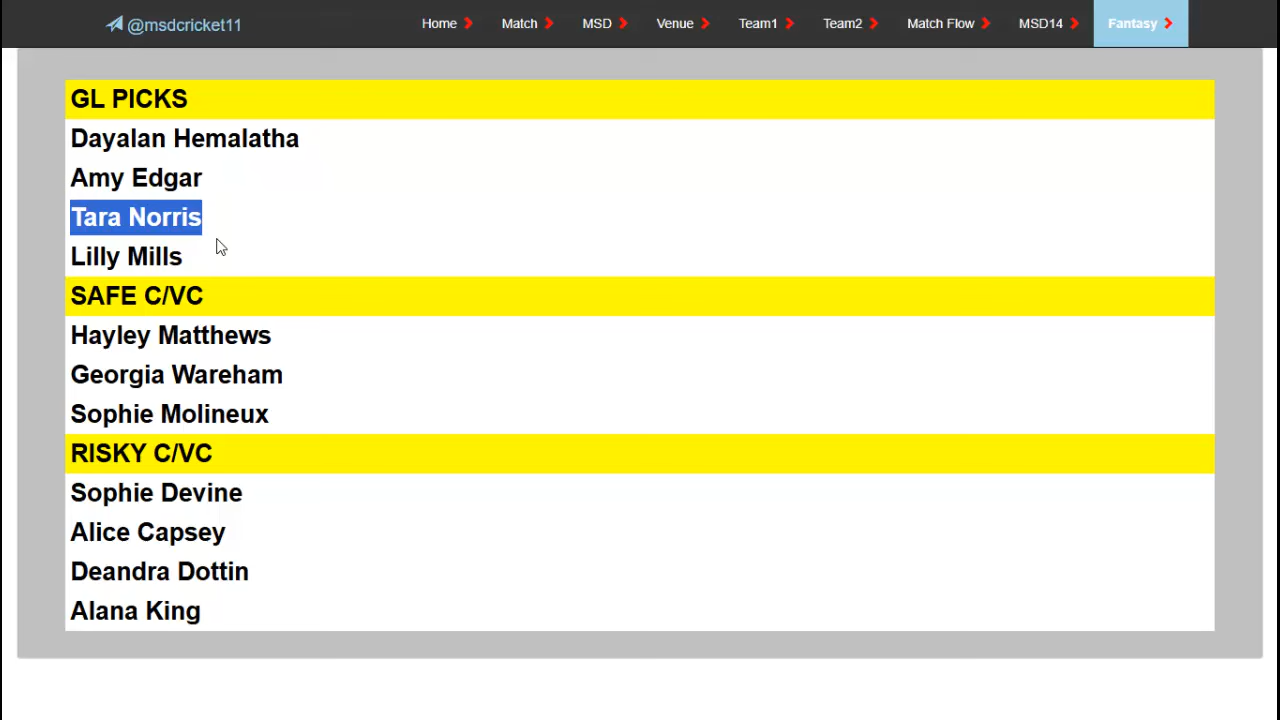 @msdcricket11 Home Match MSD Venue Team1 Team2 Match Flow MSD14 Fantasy
GL PICKS
Dayalan Hemalatha
Amy Edgar
Tara Norris
Lilly Mills
SAFE C/VC
Hayley Matthews
Georgia Wareham
Sophie Molineux
RISKY C/VC
Sophie Devine
Alice Capsey
Deandra Dottin
Alana King